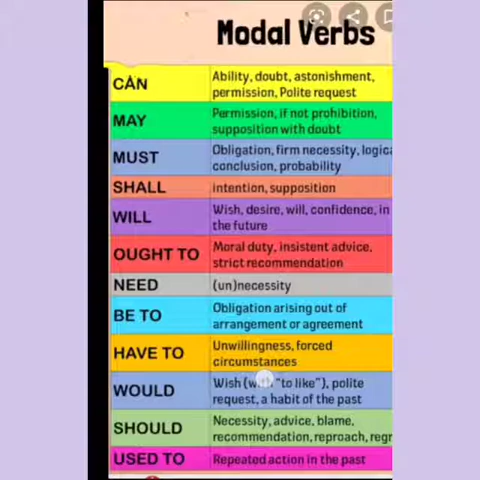 Modal Verbs
CAN
Ability, doubt, astonishment,
permission, Polite request
MAY
Permission, if not prohibition,
supposition with doubt
MUST
Obligation, firm necessity,
conclusion, probability
SHALL
intention, supposition
WILL
Wish, desire, will, confidence, in
the future
OUGHT TO
Moral duty, insistent advice,
strict recommendation
NEED
(un)necessity
BE TO
Obligation arising out of
arrangement or agreement
HAVE TO
Unwillingness, forced
circumstances
WOULD
Wish "to like"), polite
request, a habit of the past
SHOULD
Necessity, advice, blame,
recommendation, reproach,
USED TO
Repeated action in the past